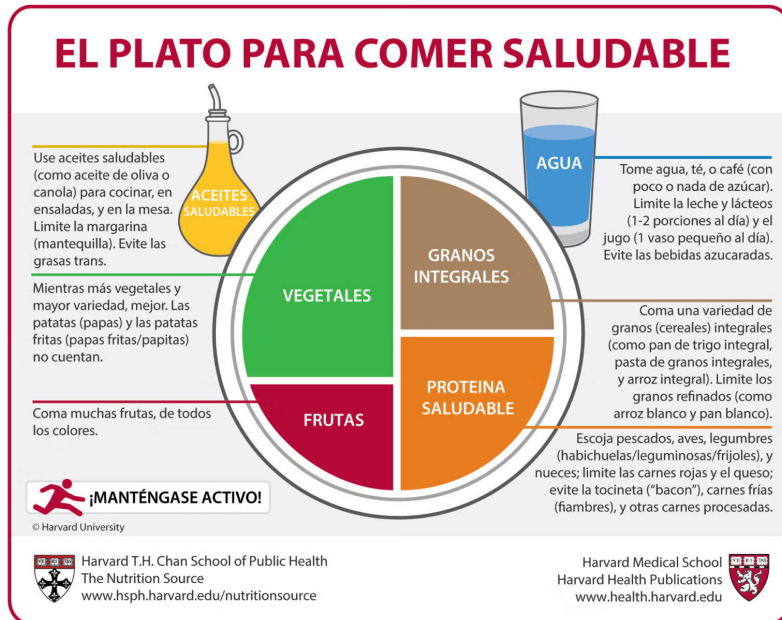 EL PLATO PARA COMER SALUDABLE
Use aceites saludables
(como aceite de oliva o
canola) para cocinar, en
ensaladas, y en la mesa.
Limite la margarina
(mantequilla). Evite las
grasas trans.
ACEITES
SALUDABLES
Mientras más vegetales y
mayor variedad, mejor. Las
patatas (papas) y las patatas
fritas (papas fritas/papitas)
no cuentan.
Coma muchas frutas, de todos
los colores.
VEGETALES
FRUTAS
GRANOS
INTEGRALES
PROTEINA
SALUDABLE
AGUA
Tome agua, té, o café (con
poco o nada de azúcar).
Limite la leche y lácteos
(1-2 porciones al día) y el
jugo (1 vaso pequeño al día).
Evite las bebidas azucaradas.
Coma una variedad de
granos (cereales) integrales
(como pan de trigo integral,
pasta de granos integrales,
y arroz integral). Limite los
granos refinados (como
arroz blanco y pan blanco).
Escoja pescados, aves, legumbres
(habichuelas/leguminosas/frijoles), y
nueces; limite las carnes rojas y el queso;
evite la tocineta ("bacon"), carnes frías
(fiambres), y otras carnes procesadas.
¡MANTÉNGASE ACTIVO!
© Harvard University
Harvard T.H. Chan School of Public Health
The Nutrition Source
www.hsph.harvard.edu/nutritionsource
Harvard Medical School
Harvard Health Publications
www.health.harvard.edu